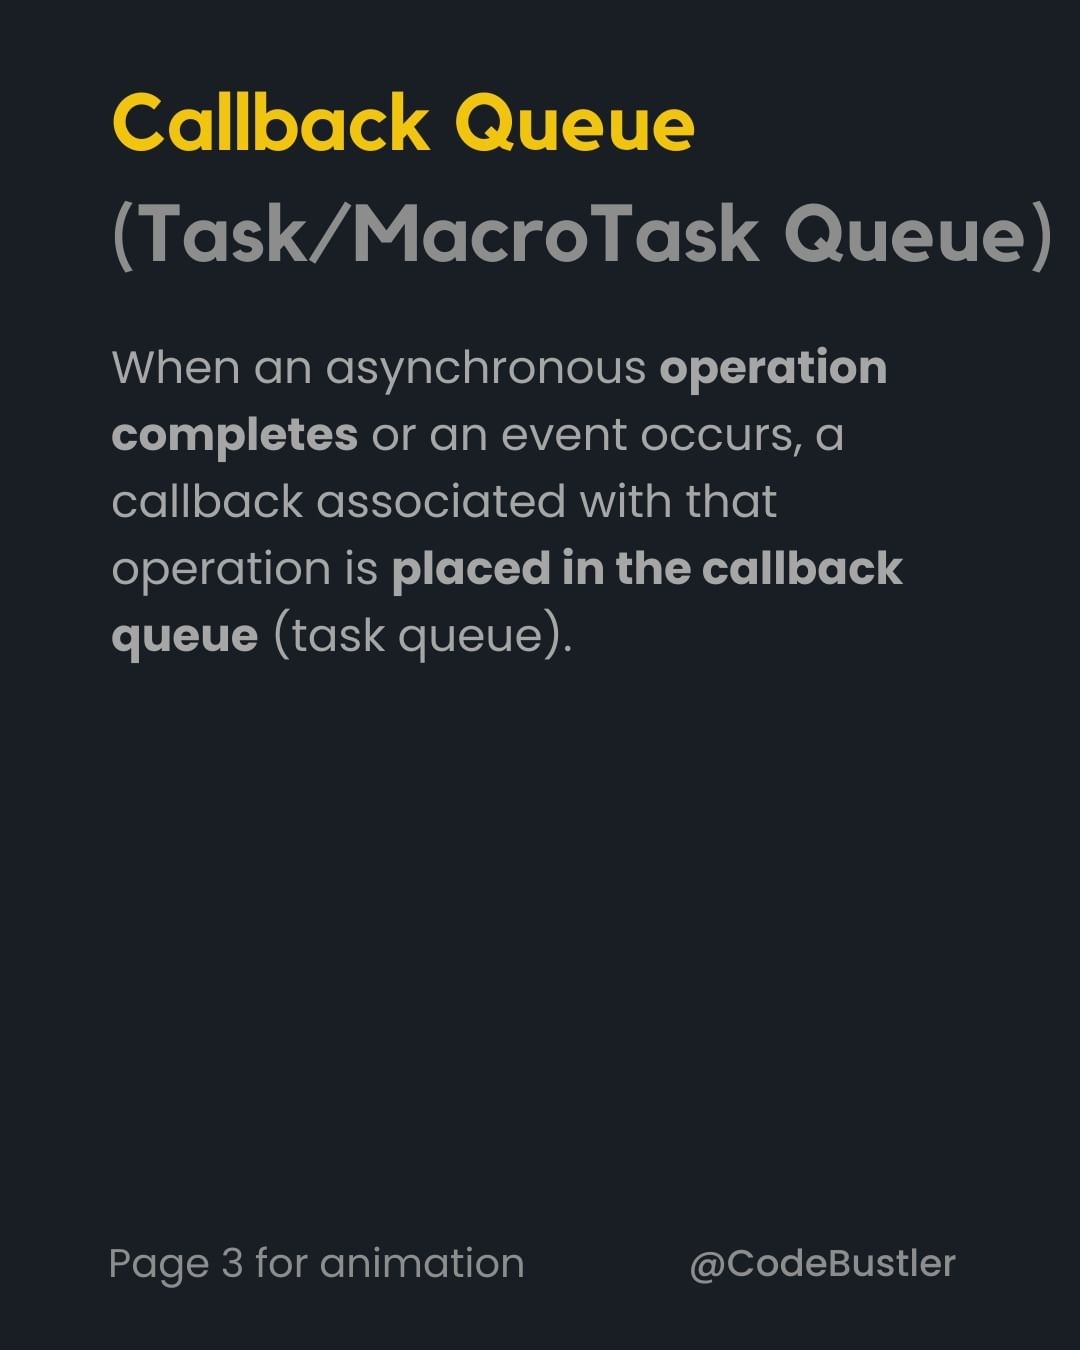 Callback Queue
(Task/MacroTask Queue)
When an asynchronous operation
completes or an event occurs, a
callback associated with that
operation is placed in the callback
queue (task queue).
Page 3 for animation
@CodeBustler